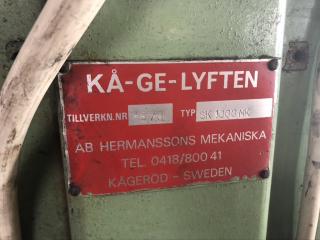 KÅ-GE-LYFTEN
TILLVERKN.NR TYP
AB HERMANSSONS MEKANISKA
TEL. 0418/800 41
KÅGERÖD - SWEDEN